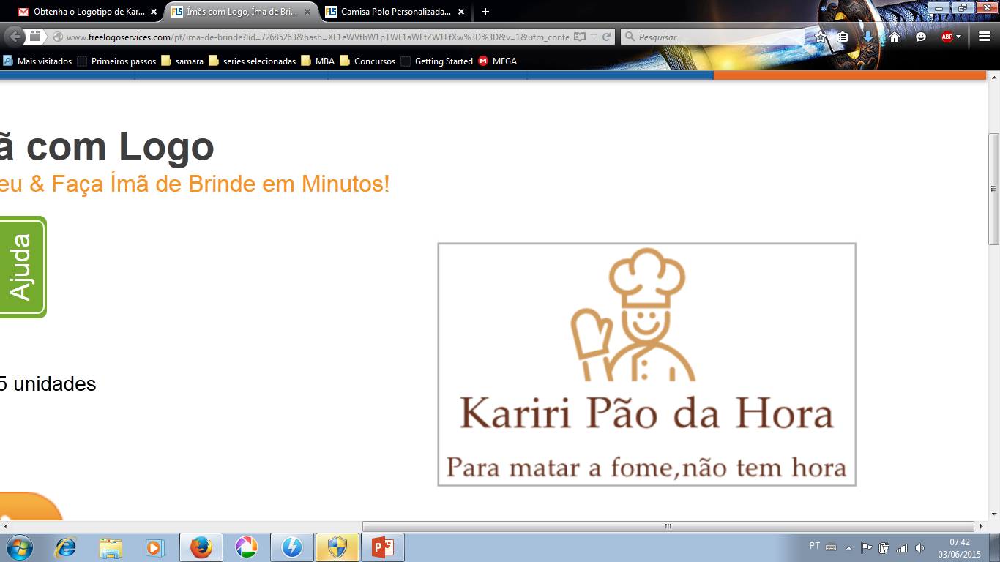 Obtenha o Logotipo de Kar...
Ímãs com Logo, Íma de Bri...
Camisa Polo Personalizada...
www.freelogoservices.com/pt/ima-de-brinde?lid=72685263&hash=XF1eWVtbW1pTWF1aWFtZW1FfXw%3D%3D&v=1&utm_conte
Pesquisar
ABP
Mais visitados
Primeiros passos
samara
series selecionadas
MBA
Concursos
Getting Started
MEGA
ã com Logo
eu & Faça Ímã de Brinde em Minutos!
Ajuda
5 unidades
Kariri Pão da Hora
Para matar a fome,não tem hora
PT
07:42
03/06/2015